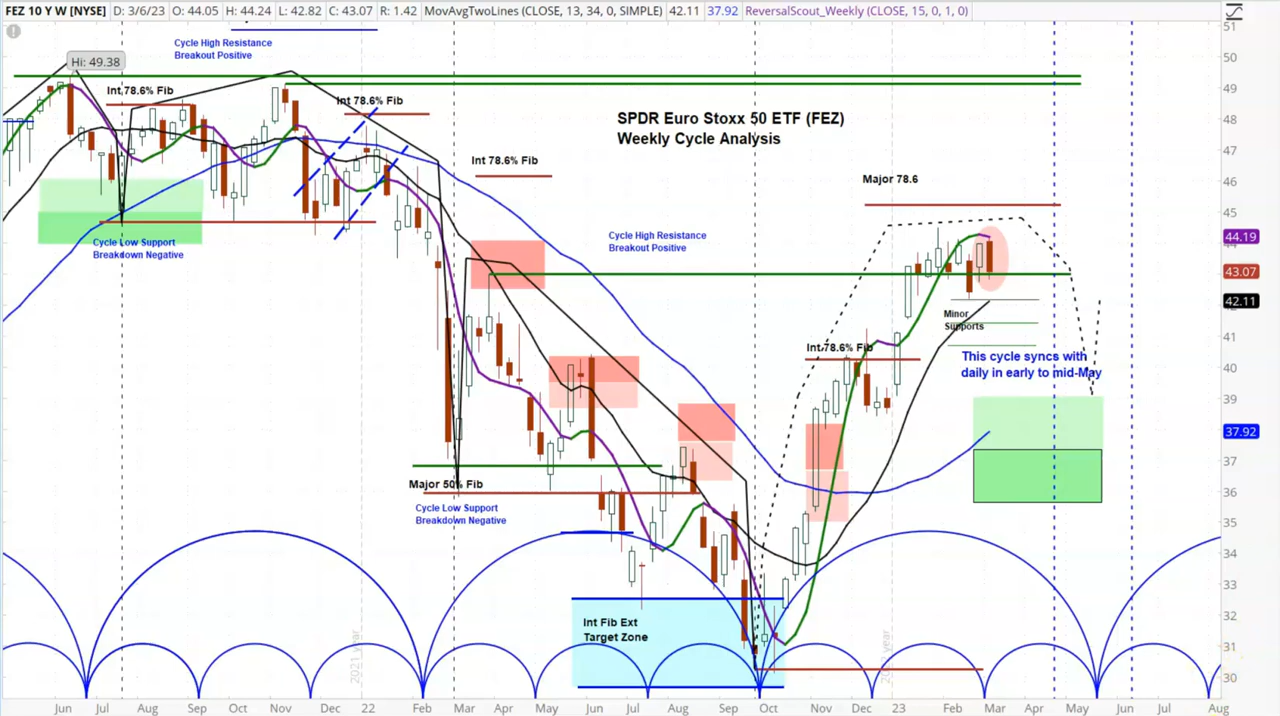 FEZ 10 Y W [NYSE] D: 3/6/23 O: 44.05 H: 44.24 L: 42.82 C: 43.07 R: 1.42 MovAvgTwoLines (CLOSE, 13, 34, 0, SIMPLE) 42.11 37.92 ReversalScout_Weekly (CLOSE, 15, 0, 1, 0)
Cycle High Resistance
Breakout Positive
Hi: 49.38
Int 78.6% Fib
Int 78.6% Fib
SPDR Euro Stoxx 50 ETF (FEZ)
Weekly Cycle Analysis
Int 78.6% Fib
Major 78.6
Cycle High Resistance
Breakout Positive
Cycle Low Support
Breakdown Negative
Minor
Supports
Int 78.6% Fib
This cycle syncs with
daily in early to mid-May
Major 50% Fib
Cycle Low Support
Breakdown Negative
Int Fib Ext
Target Zone
2021 year
year
51
50
49
48
47
46
45
44.19
43.07
42.11
41
40
39
37.92
37
36
35
34
33
32
31
30
Jun Jul Aug Sep Oct Nov Dec 22 Feb Mar Apr May Jun Jul Aug Sep Oct Nov Dec 23 Feb Mar Apr May Jun Jul Aug